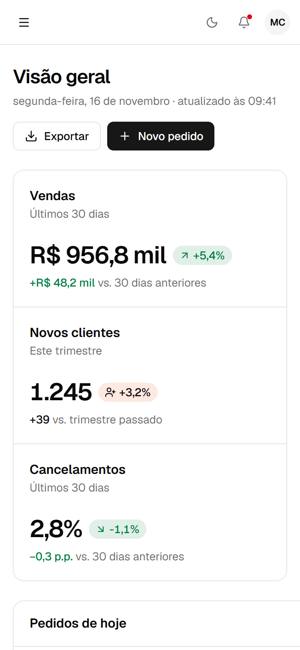 MC
Visão geral
segunda-feira, 16 de novembro · atualizado às 09:41
Exportar
Novo pedido
Vendas
Últimos 30 dias
R$ 956,8 mil +5,4%
+R$ 48,2 mil vs. 30 dias anteriores
Novos clientes
Este trimestre
1.245 +3,2%
+39 vs. trimestre passado
Cancelamentos
Últimos 30 dias
2,8% -1,1%
−0,3 p.p. vs. 30 dias anteriores
Pedidos de hoje